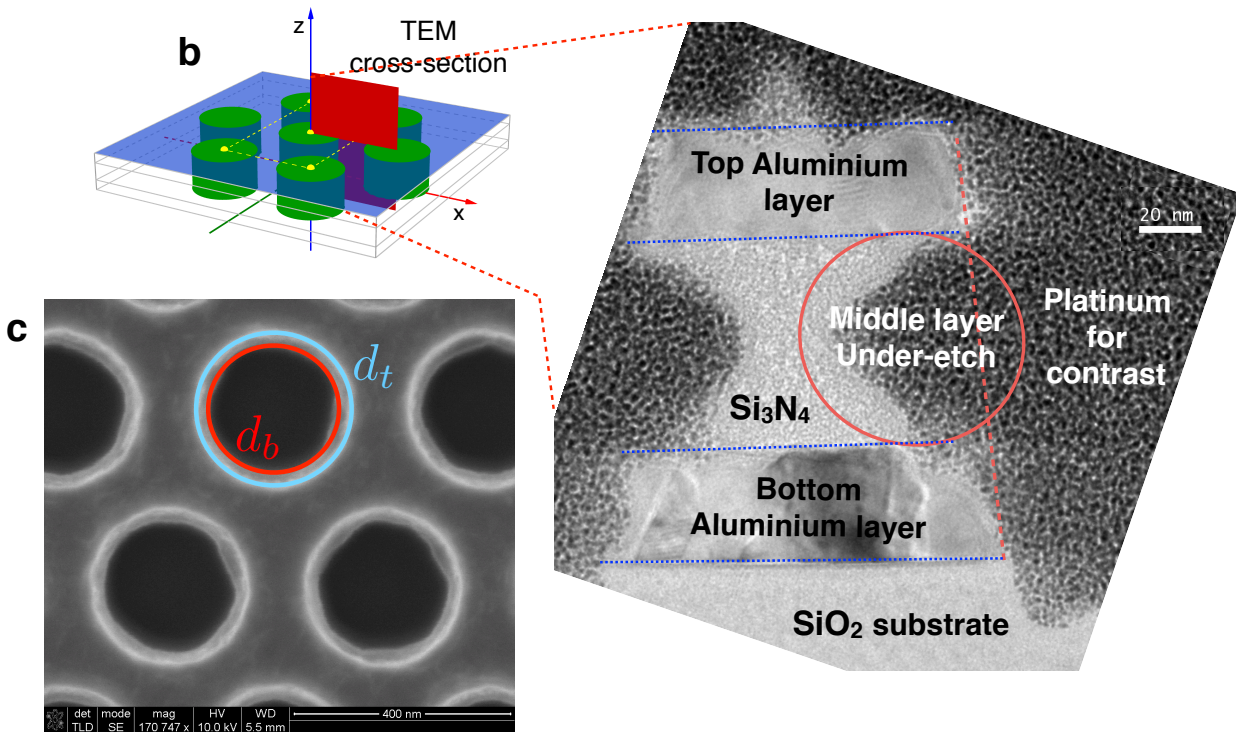 b
z
TEM
cross-section
x
Top Aluminium
layer
20 nm
Middle layer
Under-etch
Platinum
for
contrast
Si₃N₄
Bottom
Aluminium layer
SiO₂ substrate
c
dₜ
d_b
det mode mag HV WD
400 nm
TLD SE 170 747 x 10.0 kV 5.5 mm